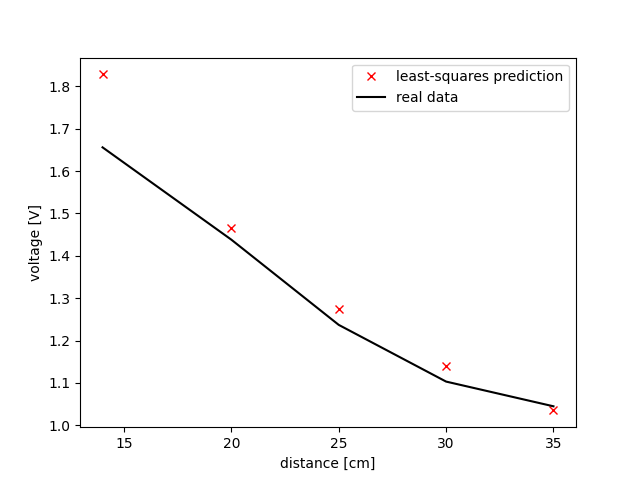 least-squares prediction
real data
voltage [V]
1.8
1.7
1.6
1.5
1.4
1.3
1.2
1.1
1.0
15 20 25 30 35
distance [cm]